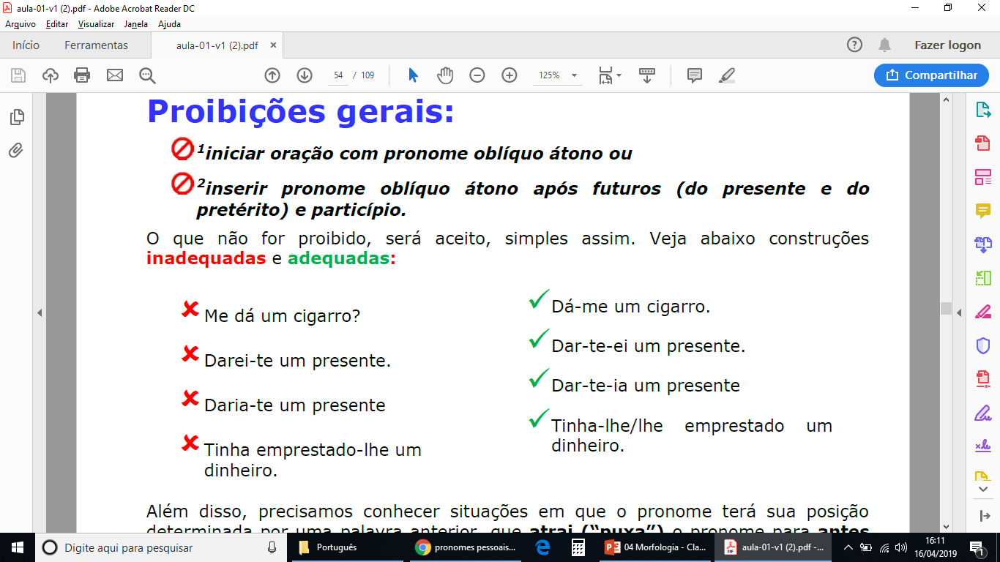 aula-01-v1 (2).pdf - Adobe Acrobat Reader DC
Arquivo Editar Visualizar Janela Ajuda
Início Ferramentas aula-01-v1 (2).pdf × Fazer logon
54 / 109 125% Compartilhar
Proibições gerais:
¹iniciar oração com pronome oblíquo átono ou
²inserir pronome oblíquo átono após futuros (do presente e do
pretérito) e particípio.
O que não for proibido, será aceito, simples assim. Veja abaixo construções
inadequadas e adequadas:
Me dá um cigarro?
Darei-te um presente.
Daria-te um presente
Tinha emprestado-lhe um
dinheiro.
Dá-me um cigarro.
Dar-te-ei um presente.
Dar-te-ia um presente
Tinha-lhe/lhe emprestado um
dinheiro.
Além disso, precisamos conhecer situações em que o pronome terá sua posição
determinada por uma palavra anterior, que atrai (“puxa”) o pronome para antes
Digite aqui para pesquisar Português pronomes pessoais... 04 Morfologia - Cla... aula-01-v1 (2).pdf -... 16:11
16/04/2019 1